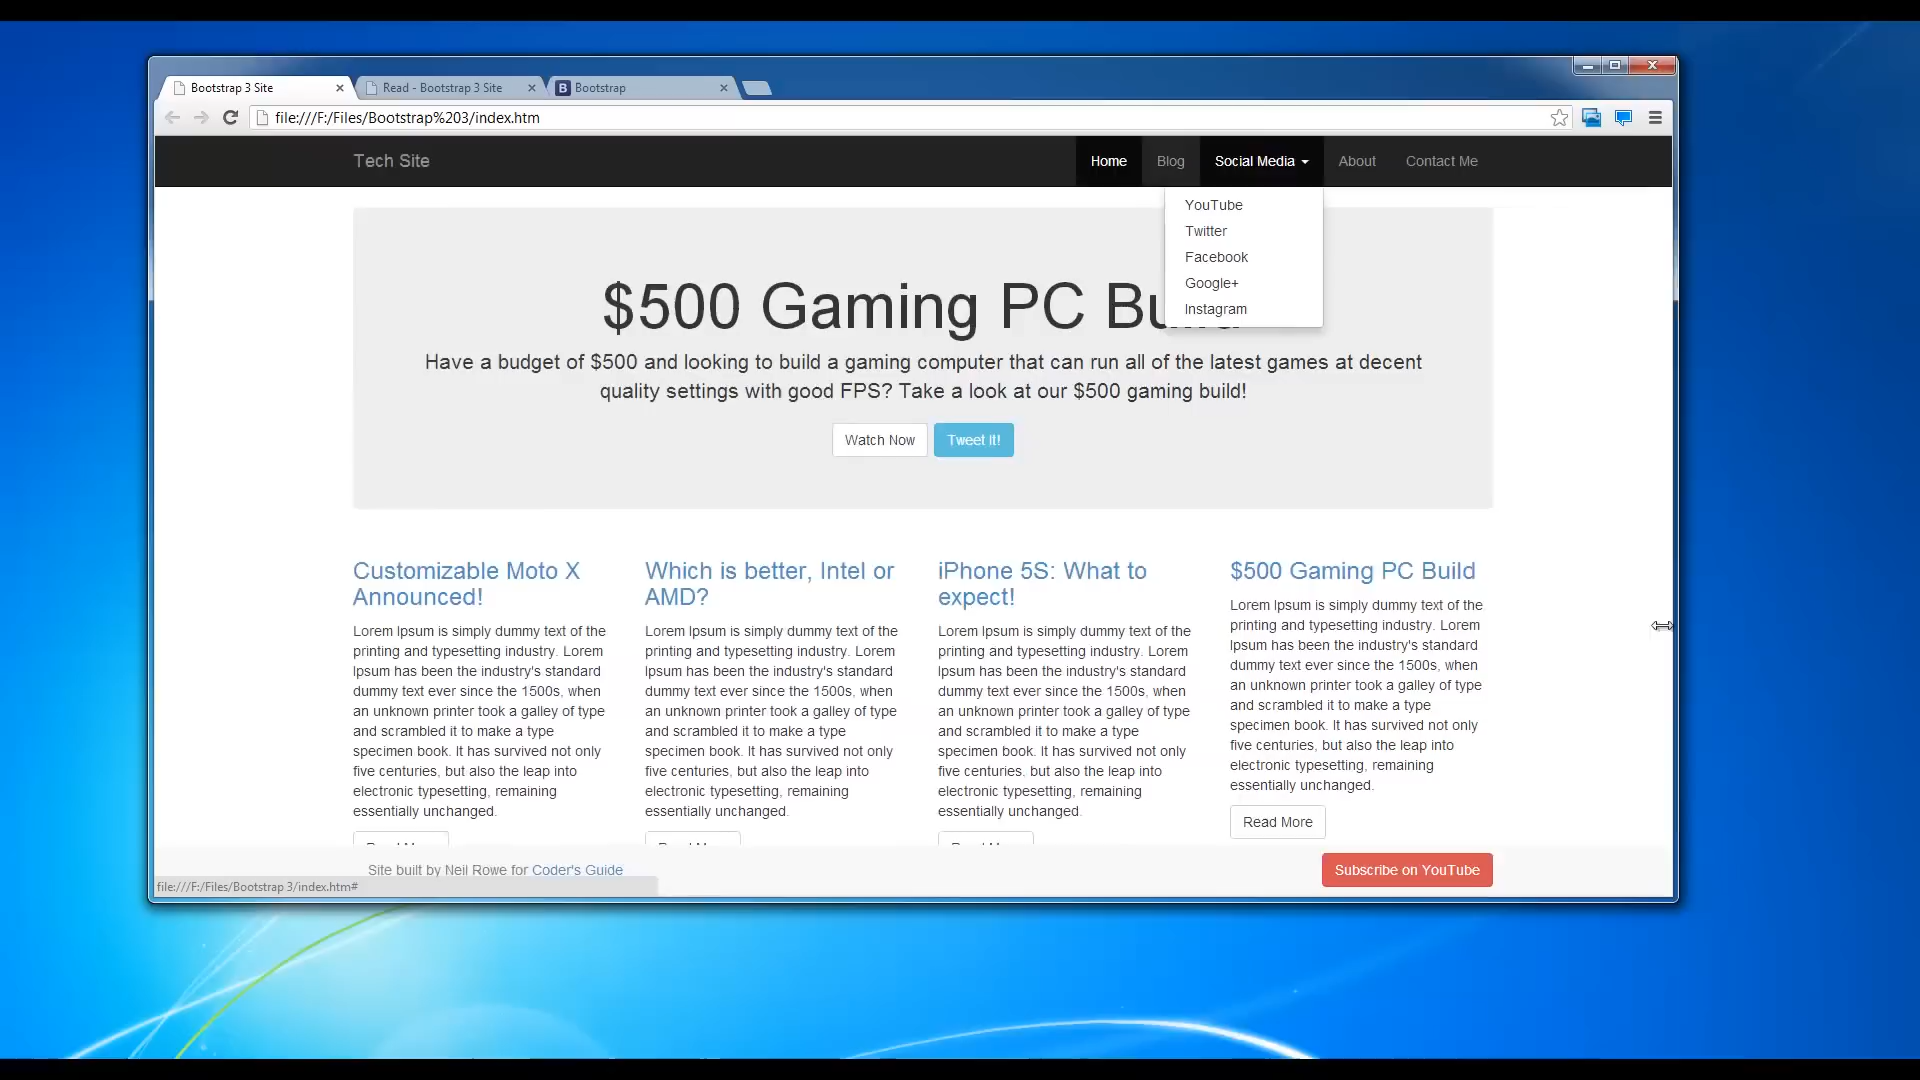 Bootstrap 3 Site
Read - Bootstrap 3 Site
B Bootstrap
file:///F:/Files/Bootstrap%203/index.htm
Tech Site
Home
Blog
Social Media
About
Contact Me
YouTube
Twitter
Facebook
Google+
Instagram
$500 Gaming PC
Have a budget of $500 and looking to build a gaming computer that can run all of the latest games at decent
quality settings with good FPS? Take a look at our $500 gaming build!
Watch Now
Tweet It!
Customizable Moto X
Announced!
Lorem Ipsum is simply dummy text of the
printing and typesetting industry. Lorem
Ipsum has been the industry's standard
dummy text ever since the 1500s, when
an unknown printer took a galley of type
and scrambled it to make a type
specimen book. It has survived not only
five centuries, but also the leap into
electronic typesetting, remaining
essentially unchanged.
Which is better, Intel or
AMD?
Lorem Ipsum is simply dummy text of the
printing and typesetting industry. Lorem
Ipsum has been the industry's standard
dummy text ever since the 1500s, when
an unknown printer took a galley of type
and scrambled it to make a type
specimen book. It has survived not only
five centuries, but also the leap into
electronic typesetting, remaining
essentially unchanged.
iPhone 5S: What to
expect!
Lorem Ipsum is simply dummy text of the
printing and typesetting industry. Lorem
Ipsum has been the industry's standard
dummy text ever since the 1500s, when
an unknown printer took a galley of type
and scrambled it to make a type
specimen book. It has survived not only
five centuries, but also the leap into
electronic typesetting, remaining
essentially unchanged.
$500 Gaming PC Build
Lorem Ipsum is simply dummy text of the
printing and typesetting industry. Lorem
Ipsum has been the industry's standard
dummy text ever since the 1500s, when
an unknown printer took a galley of type
and scrambled it to make a type
specimen book. It has survived not only
five centuries, but also the leap into
electronic typesetting, remaining
essentially unchanged.
Read More
Site built by Neil Rowe for Coder's Guide
Subscribe on YouTube
file:///F:/Files/Bootstrap 3/index.htm#